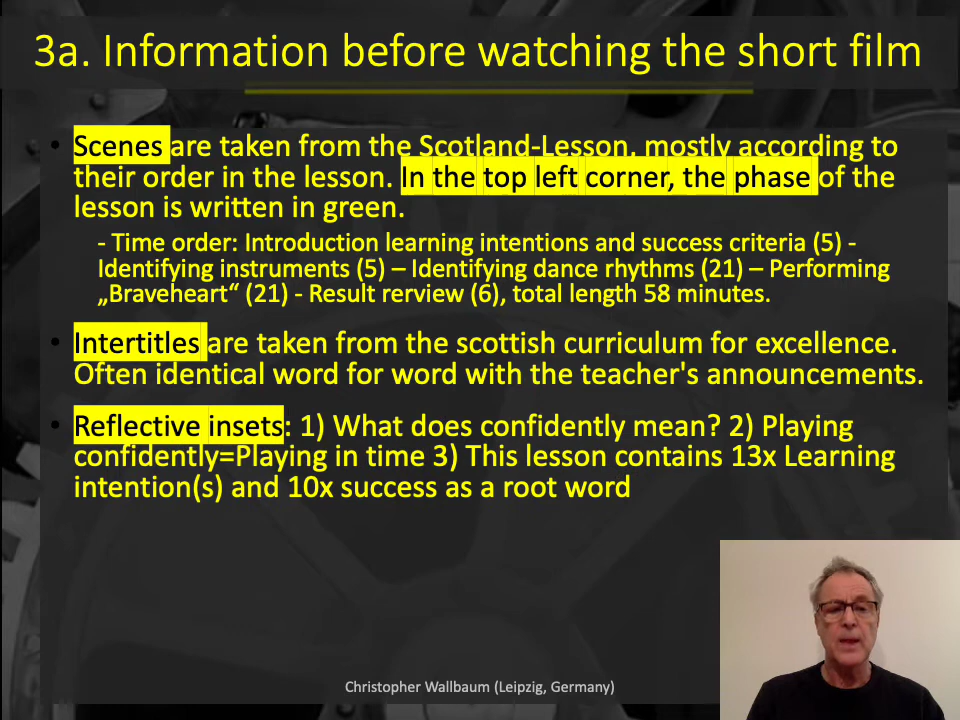 3a. Information before watching the short film
• Scenes are taken from the Scotland-Lesson, mostly according to
their order in the lesson. In the top left corner, the phase of the
lesson is written in green.
- Time order: Introduction learning intentions and success criteria (5) -
Identifying instruments (5) – Identifying dance rhythms (21) – Performing
„Braveheart“ (21) - Result rerview (6), total length 58 minutes.
• Intertitles are taken from the scottish curriculum for excellence.
Often identical word for word with the teacher's announcements.
• Reflective insets: 1) What does confidently mean? 2) Playing
confidently=Playing in time 3) This lesson contains 13x Learning
intention(s) and 10x success as a root word
Christopher Wallbaum (Leipzig, Germany)